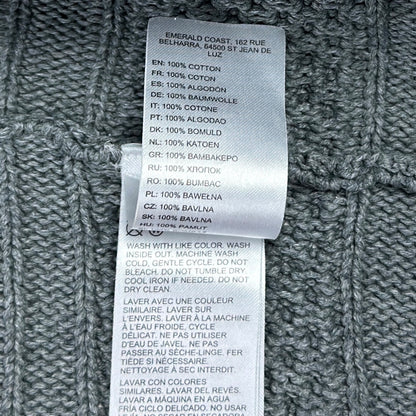 EMERALD COAST, 162 RUE
BELHARRA, 64500 ST JEAN DE
LUZ
EN: 100% COTTON
FR: 100% COTON
ES: 100% ALGODÓN
DE: 100% BAUMWOLLE
IT: 100% COTONE
PT: 100% ALGODAO
DK: 100% BOMULD
NL: 100% KATOEN
GR: 100% BAMBAKEPO
RU: 100% ХЛОПОК
RO: 100% BUMBAC
PL: 100% BAWEŁNA
CZ: 100% BAVLNA
SK: 100% BAVLNA
HU: 100% PAMUT
WASH WITH LIKE COLOR. WASH
INSIDE OUT. MACHINE WASH
COLD, GENTLE CYCLE. DO NOT
BLEACH. DO NOT TUMBLE DRY
COOL IRON IF NEEDED. DO NOT
DRY CLEAN.
LAVER AVEC UNE COULEUR
SIMILAIRE. LAVER SUR
L'ENVERS. LAVER À LA MACHINE
À L'EAU FROIDE, CYCLE
DÉLICAT. NE PAS UTILISER
D'EAU DE JAVEL. NE PAS
PASSER AU SÈCHE-LINGE. FER
MODÉRÉ SI NÉCESSAIRE.
NETTOYAGE À SEC INTERDIT.
LAVAR CON COLORES
SIMILARES. LAVAR DEL REVÉS.
LAVAR A MÁQUINA EN AGUA
FRÍA CICLO DELICADO. NO USAR